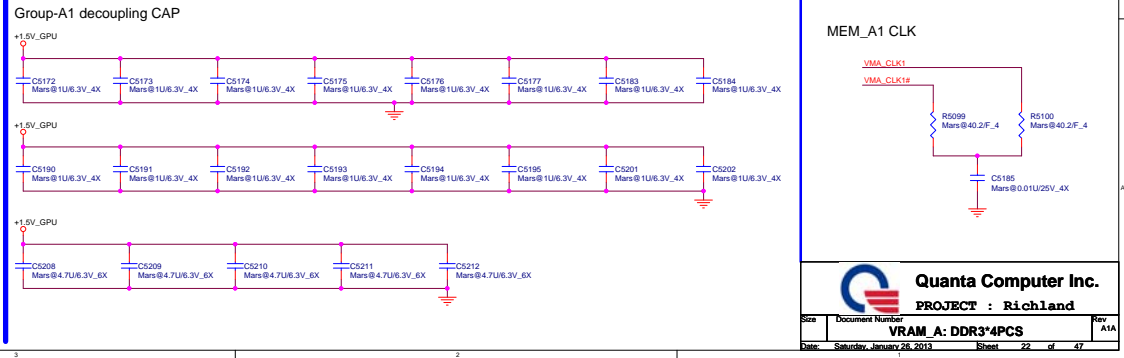 Group-A1 decoupling CAP
+1.5V_GPU
C5172 C5173 C5174 C5175 C5176 C5177 C5183 C5184
Mars@1U/6.3V_4X Mars@1U/6.3V_4X Mars@1U/6.3V_4X Mars@1U/6.3V_4X Mars@1U/6.3V_4X Mars@1U/6.3V_4X Mars@1U/6.3V_4X Mars@1U/6.3V_4X
+1.5V_GPU
C5190 C5191 C5192 C5193 C5194 C5195 C5201 C5202
Mars@1U/6.3V_4X Mars@1U/6.3V_4X Mars@1U/6.3V_4X Mars@1U/6.3V_4X Mars@1U/6.3V_4X Mars@1U/6.3V_4X Mars@1U/6.3V_4X Mars@1U/6.3V_4X
+1.5V_GPU
C5208 C5209 C5210 C5211 C5212
Mars@4.7U/6.3V_6X Mars@4.7U/6.3V_6X Mars@4.7U/6.3V_6X Mars@4.7U/6.3V_6X Mars@4.7U/6.3V_6X
MEM_A1 CLK
VMA_CLK1
VMA_CLK1#
R5099 R5100
Mars@40.2/F_4 Mars@40.2/F_4
C5185
Mars@0.01U/25V_4X
A
Quanta Computer Inc.
PROJECT : Richland
Size Document Number Rev
VRAM_A: DDR3*4PCS A1A
Date: Saturday, January 26, 2013 Sheet 22 of 47
3 2 1